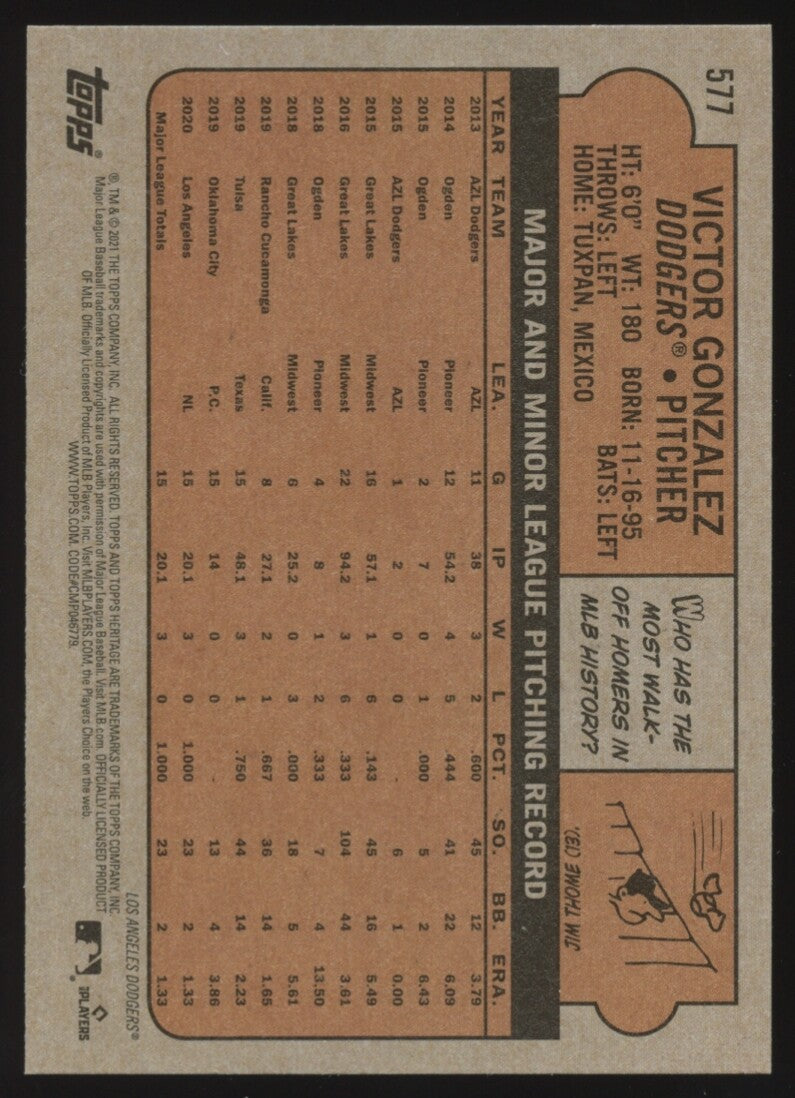 577
VICTOR GONZALEZ
DODGERS® • PITCHER
HT: 6'0" WT: 180 BORN: 11-16-95
THROWS: LEFT BATS: LEFT
HOME: TUXPAN, MEXICO
WHO HAS THE
MOST WALK-
OFF HOMERS IN
MLB HISTORY?
JIM THOME (13)
MAJOR AND MINOR LEAGUE PITCHING RECORD
YEAR TEAM LEA. G IP W L PCT. SO. BB. ERA.
2013 AZL Dodgers AZL 11 38 3 2 .600 45 12 3.79
2014 Ogden Pioneer 12 54.2 4 5 .444 41 22 6.09
2015 Ogden Pioneer 2 7 0 1 .000 5 2 6.43
2015 AZL Dodgers AZL 1 2 0 0 - 6 1 0.00
2015 Great Lakes Midwest 16 57.1 1 6 .143 45 16 5.49
2016 Great Lakes Midwest 22 94.2 3 6 .333 104 44 3.61
2018 Ogden Pioneer 4 8 1 2 .333 7 4 13.50
2018 Great Lakes Midwest 6 25.2 0 3 .000 18 5 5.61
2019 Rancho Cucamonga Calif. 8 27.1 2 1 .667 36 14 1.65
2019 Tulsa Texas 15 48.1 3 1 .750 44 14 2.23
2019 Oklahoma City P.C. 15 14 0 0 - 13 4 3.86
2020 Los Angeles NL 15 20.1 3 0 1.000 23 2 1.33
Major League Totals 15 20.1 3 0 1.000 23 2 1.33
LOS ANGELES DODGERS®
topps®
® TM & © 2021 THE TOPPS COMPANY, INC. ALL RIGHTS RESERVED. TOPPS AND TOPPS HERITAGE ARE TRADEMARKS OF THE TOPPS COMPANY, INC.
Major League Baseball trademarks and copyrights are used with permission of Major League Baseball. Visit MLB.com OFFICIALLY LICENSED PRODUCT
OF MLB. Officially Licensed Product of MLB Players, Inc. Visit MLBPLAYERS.COM, the Players Choice on the web.
WWW.TOPPS.COM. CODE#CMP046779.
MLB PLAYERS